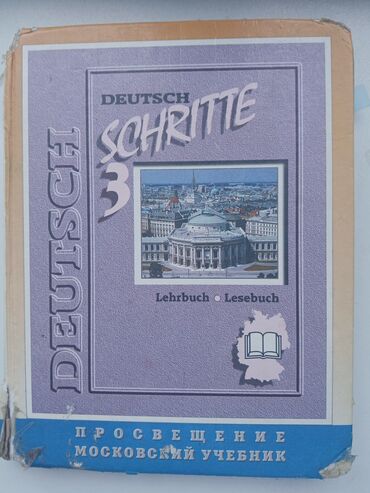 DEUTSCH
DEUTSCH
SCHRITTE
3
Lehrbuch • Lesebuch
ПРОСВЕЩЕНИЕ
МОСКОВСКИЙ УЧЕБНИК